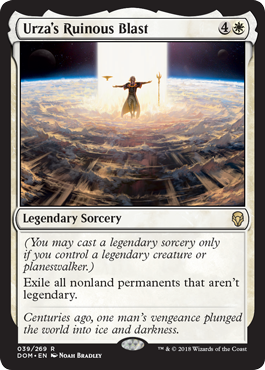 Urza's Ruinous Blast 4
Legendary Sorcery
(You may cast a legendary sorcery only
if you control a legendary creature or
planeswalker.)
Exile all nonland permanents that aren't
legendary.
Centuries ago, one man's vengeance plunged
the world into ice and darkness.
039/269 R
DOM • EN Noah Bradley
™ & © 2018 Wizards of the Coast